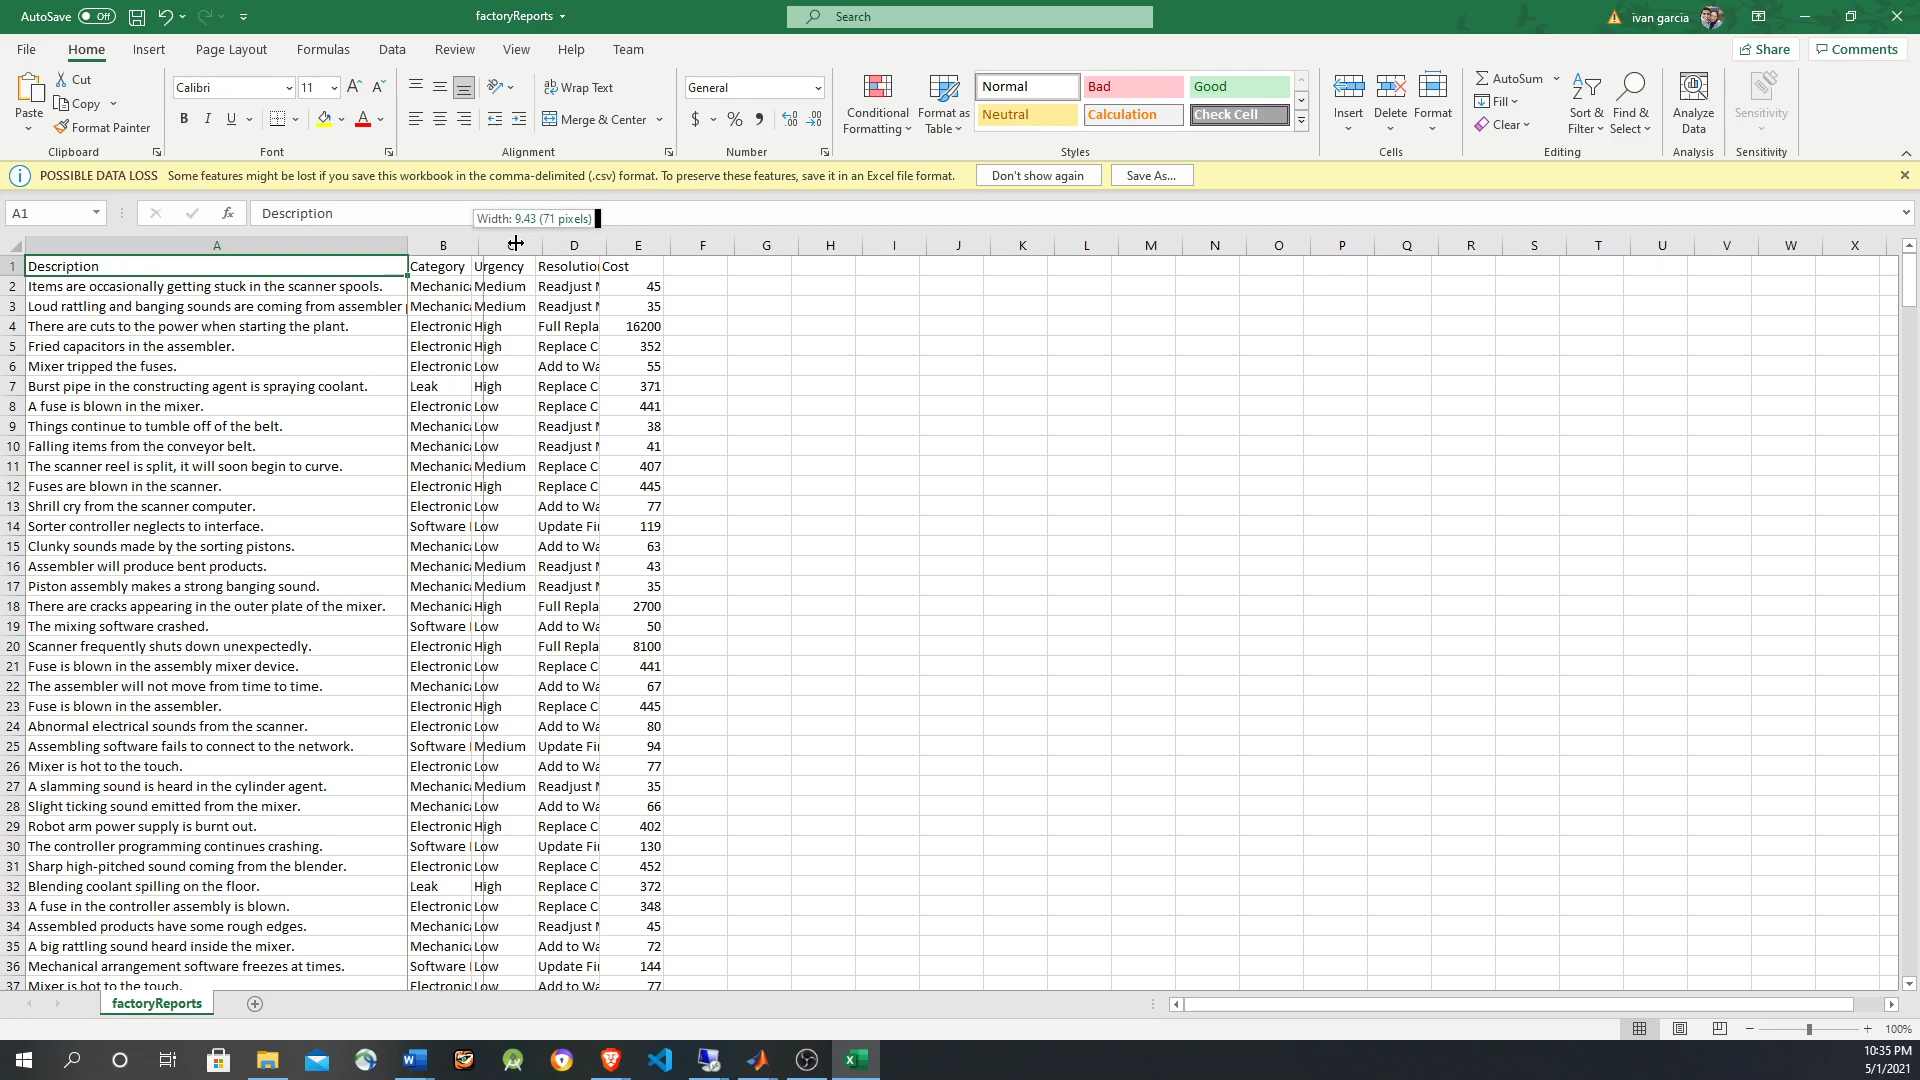 AutoSave Off factoryReports Search ivan garcia
File Home Insert Page Layout Formulas Data Review View Help Team Share Comments
Paste Cut Copy Format Painter Clipboard
Calibri 11 B I U A Font
Wrap Text Merge & Center Alignment
General $ % Number
Conditional Formatting Format as Table
Normal Bad Good
Neutral Calculation Check Cell
Styles
Insert Delete Format Cells
AutoSum Fill Clear Sort & Filter Find & Select Editing
Analyze Data Analysis
Sensitivity Sensitivity
POSSIBLE DATA LOSS Some features might be lost if you save this workbook in the comma-delimited (.csv) format. To preserve these features, save it in an Excel file format. Don't show again Save As...
A1 fx Description Width: 9.43 (71 pixels)
A B D E F G H I J K L M N O P Q R S T U V W X
1 Description Category Urgency Resolution Cost
2 Items are occasionally getting stuck in the scanner spools. Mechanica Medium Readjust 45
3 Loud rattling and banging sounds are coming from assembler Mechanica Medium Readjust 35
4 There are cuts to the power when starting the plant. Electronic High Full Repla 16200
5 Fried capacitors in the assembler. Electronic High Replace C 352
6 Mixer tripped the fuses. Electronic Low Add to Wa 55
7 Burst pipe in the constructing agent is spraying coolant. Leak High Replace C 371
8 A fuse is blown in the mixer. Electronic Low Replace C 441
9 Things continue to tumble off of the belt. Mechanica Low Readjust 38
10 Falling items from the conveyor belt. Mechanica Low Readjust 41
11 The scanner reel is split, it will soon begin to curve. Mechanica Medium Replace C 407
12 Fuses are blown in the scanner. Electronic High Replace C 445
13 Shrill cry from the scanner computer. Electronic Low Add to Wa 77
14 Sorter controller neglects to interface. Software Low Update Fi 119
15 Clunky sounds made by the sorting pistons. Mechanica Low Add to Wa 63
16 Assembler will produce bent products. Mechanica Medium Readjust 43
17 Piston assembly makes a strong banging sound. Mechanica Medium Readjust 35
18 There are cracks appearing in the outer plate of the mixer. Mechanica High Full Repla 2700
19 The mixing software crashed. Software Low Add to Wa 50
20 Scanner frequently shuts down unexpectedly. Electronic High Full Repla 8100
21 Fuse is blown in the assembly mixer device. Electronic Low Replace C 441
22 The assembler will not move from time to time. Mechanica Low Add to Wa 67
23 Fuse is blown in the assembler. Electronic High Replace C 445
24 Abnormal electrical sounds from the scanner. Electronic Low Add to Wa 80
25 Assembling software fails to connect to the network. Software Medium Update Fi 94
26 Mixer is hot to the touch. Electronic Low Add to Wa 77
27 A slamming sound is heard in the cylinder agent. Mechanica Medium Readjust 35
28 Slight ticking sound emitted from the mixer. Mechanica Low Add to Wa 66
29 Robot arm power supply is burnt out. Electronic High Replace C 402
30 The controller programming continues crashing. Software Low Update Fi 130
31 Sharp high-pitched sound coming from the blender. Electronic Low Replace C 452
32 Blending coolant spilling on the floor. Leak High Replace C 372
33 A fuse in the controller assembly is blown. Electronic Low Replace C 348
34 Assembled products have some rough edges. Mechanica Low Readjust 45
35 A big rattling sound heard inside the mixer. Mechanica Low Add to Wa 72
36 Mechanical arrangement software freezes at times. Software Low Update Fi 144
37 Mixer is hot to the touch. Electronic Low Add to Wa 77
factoryReports
100%
10:35 PM
5/1/2021